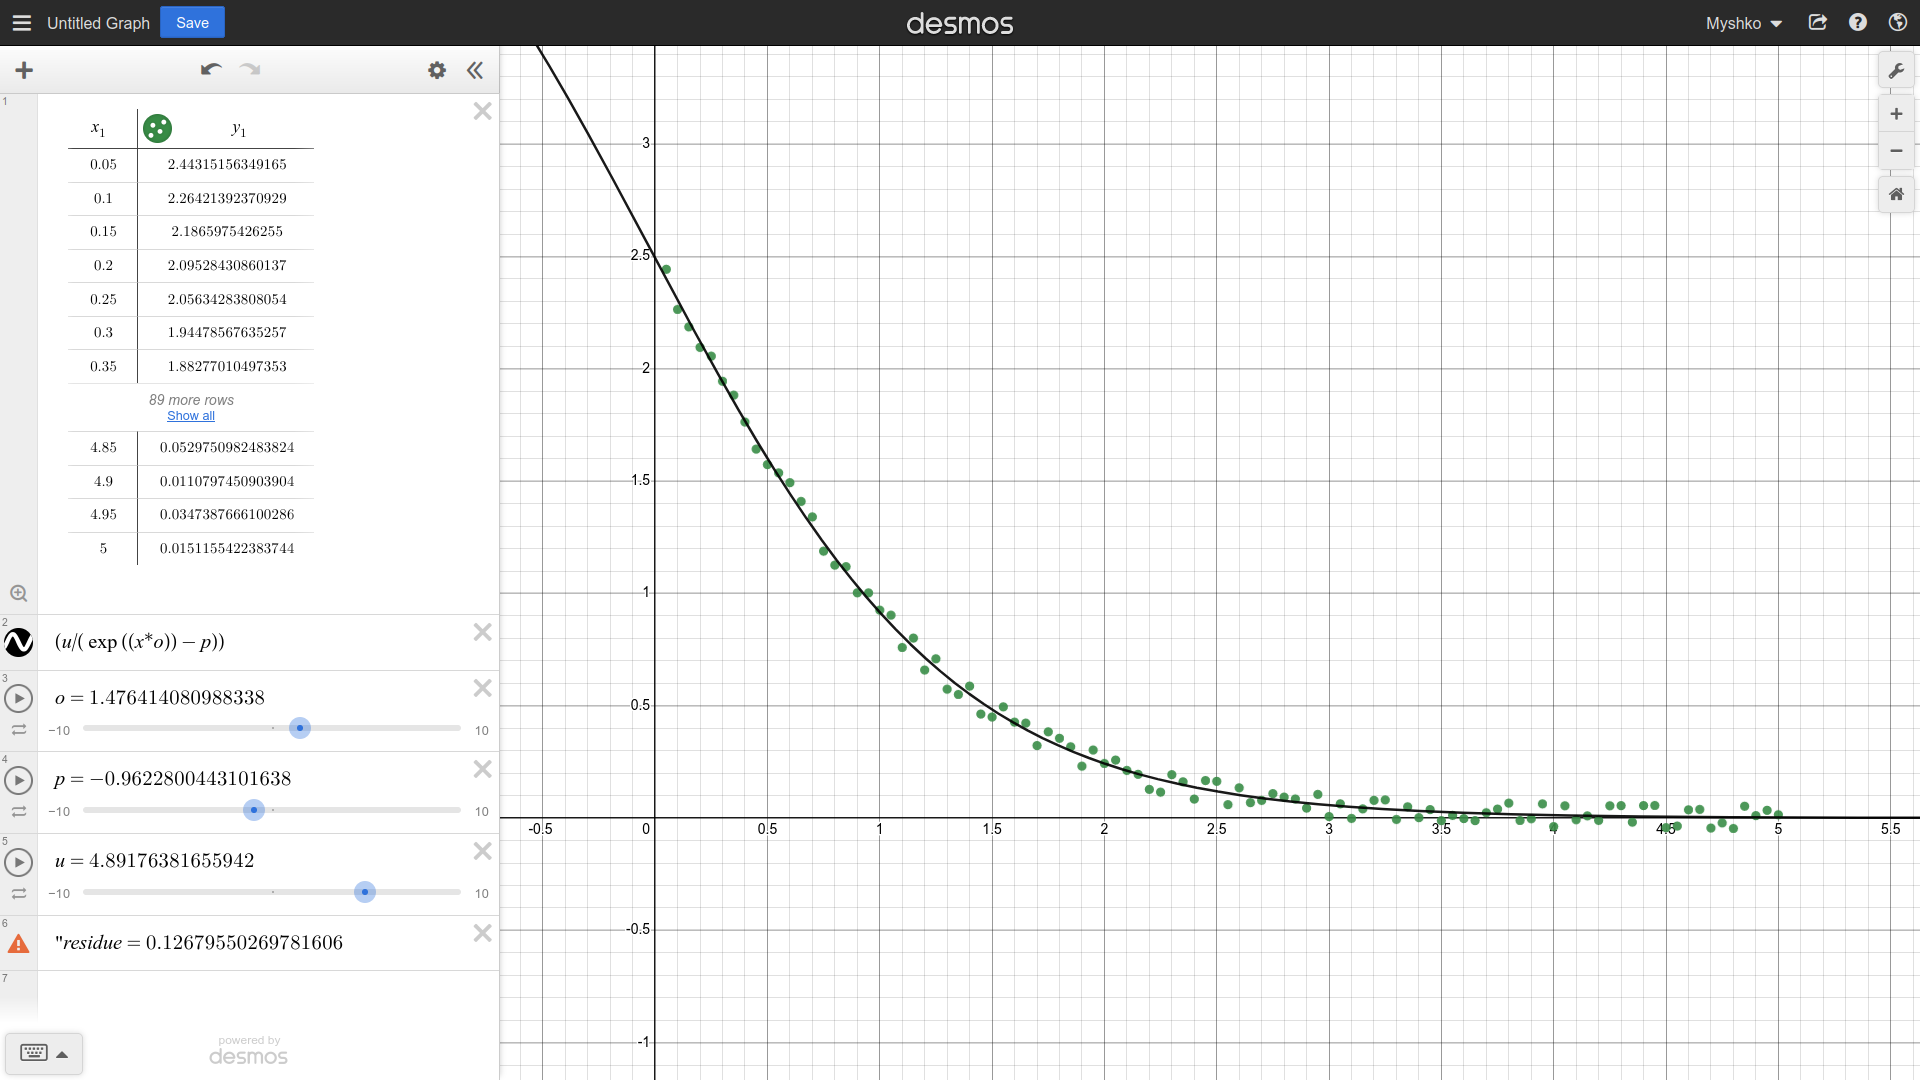 Untitled Graph Save desmos Myshko
1
x₁ y₁
0.05 2.44315156349165
0.1 2.26421392370929
0.15 2.1865975426255
0.2 2.09528430860137
0.25 2.05634283808054
0.3 1.94478567635257
0.35 1.88277010497353
89 more rows
Show all
4.85 0.0529750982483824
4.9 0.0110797450903904
4.95 0.0347387666100286
5 0.0151155422383744
2
(u/( exp ((x*o)) − p))
3
o = 1.476414080988338
−10 10
4
p = −0.9622800443101638
−10 10
5
u = 4.89176381655942
−10 10
6
"residue = 0.12679550269781606
7
powered by
desmos
3
2.5
2
1.5
1
0.5
-0.5 0 0.5 1 1.5 2 2.5 3 3.5 4 4.5 5 5.5
-0.5
-1